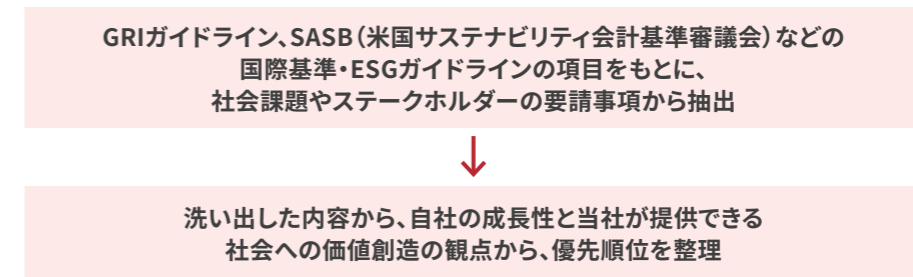 GRIガイドライン、SASB（米国サステナビリティ会計基準審議会）などの
国際基準・ESGガイドラインの項目をもとに、
社会課題やステークホルダーの要請事項から抽出
洗い出した内容から、自社の成長性と当社が提供できる
社会への価値創造の観点から、優先順位を整理